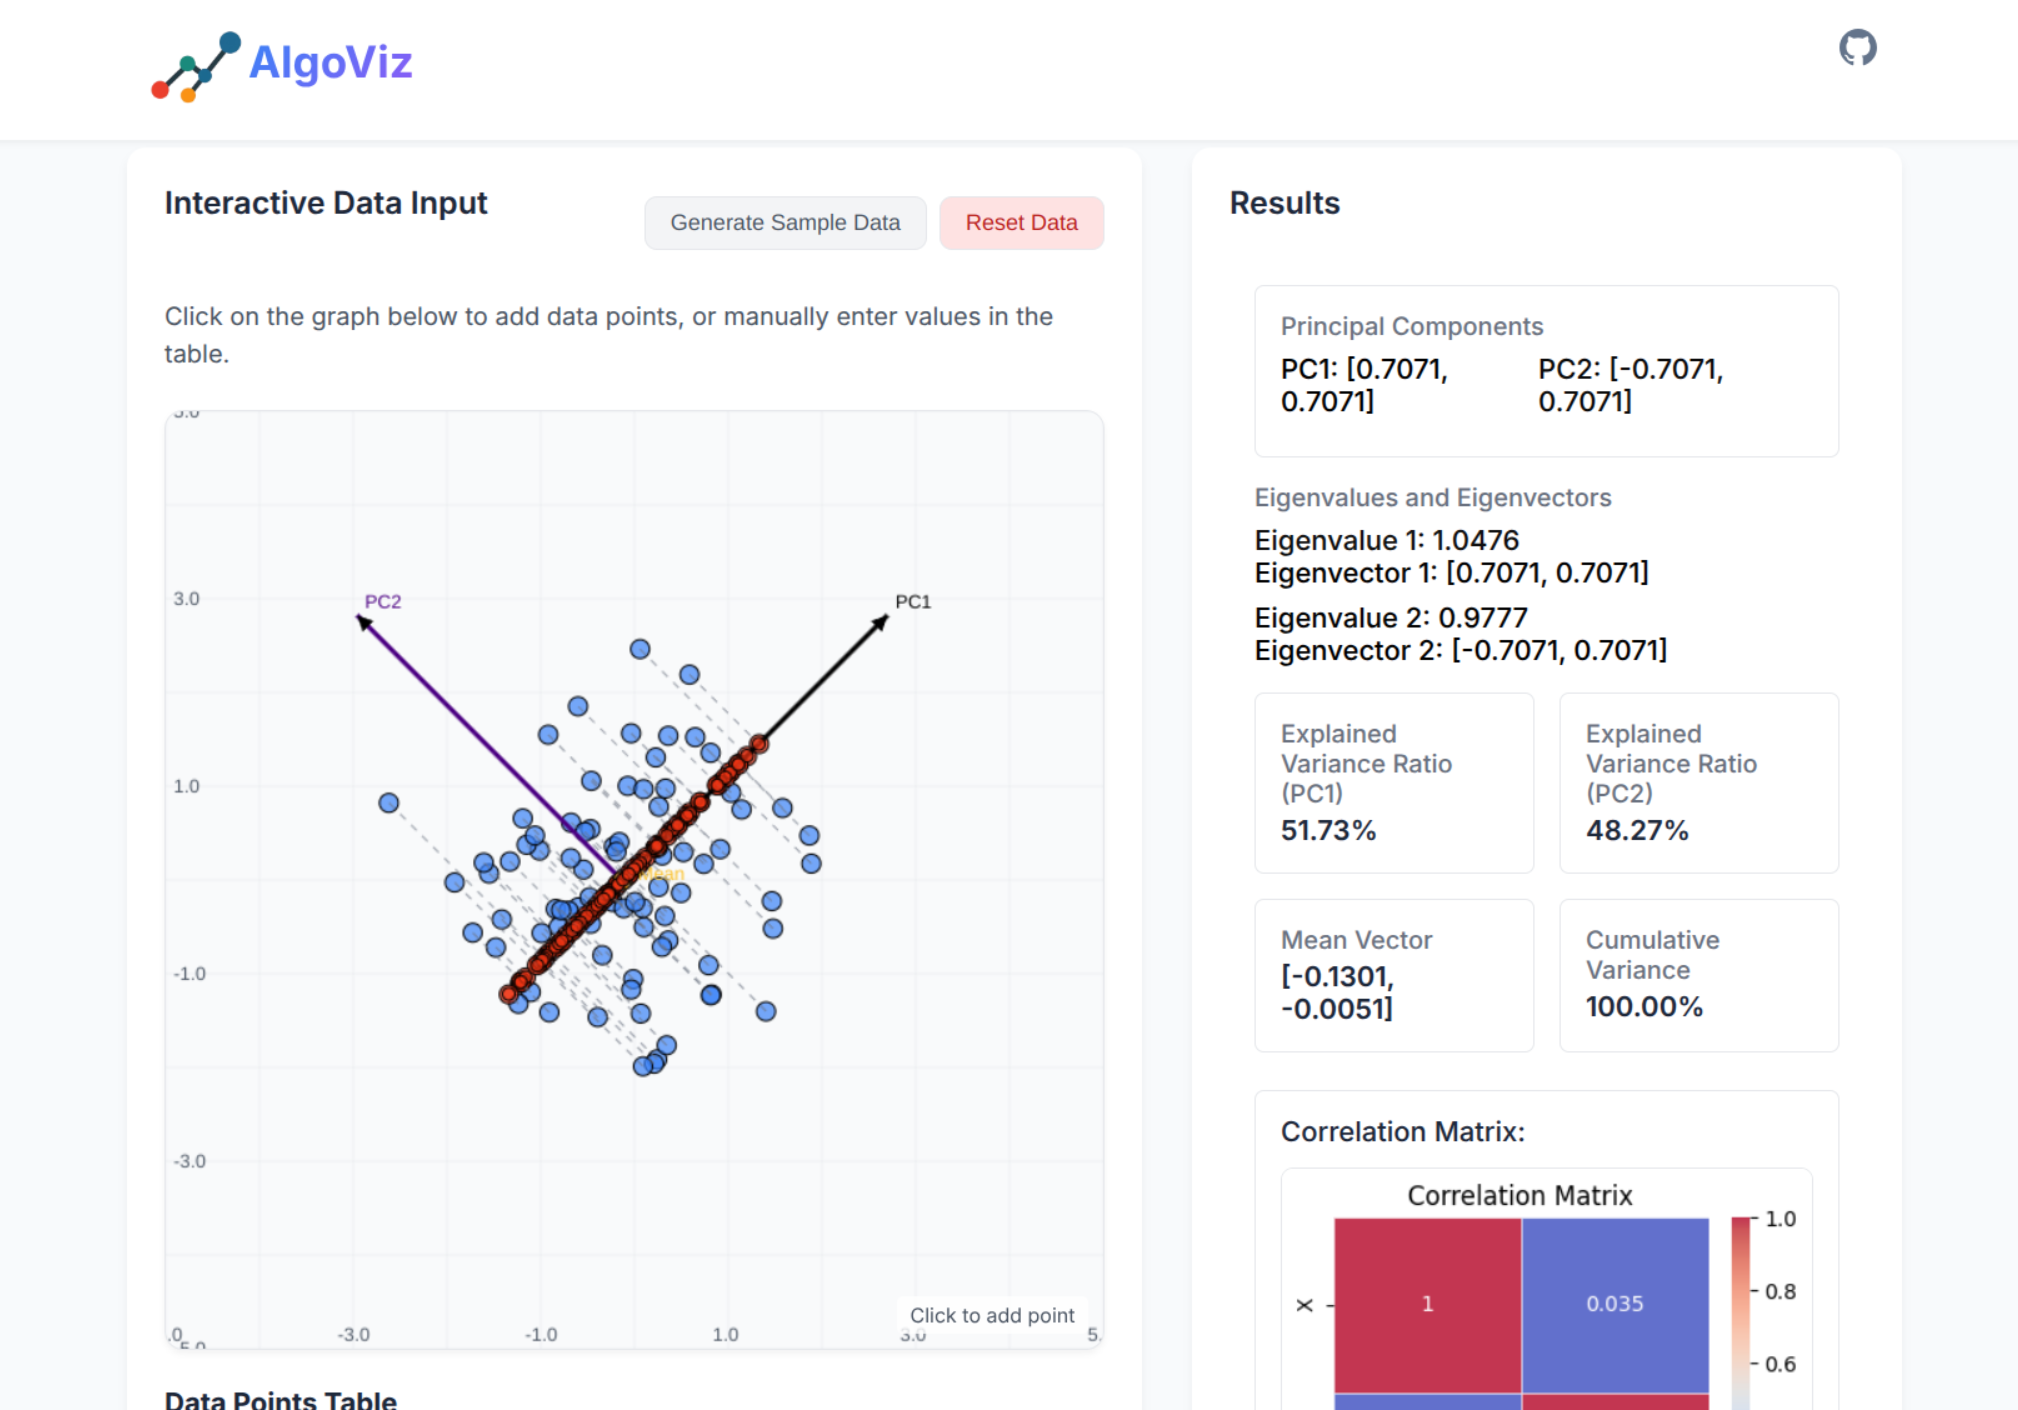 AlgoViz
Interactive Data Input
Generate Sample Data
Reset Data
Click on the graph below to add data points, or manually enter values in the
table.
5.0
3.0
PC2
PC1
1.0
Mean
-1.0
-3.0
Click to add point
.0
-3.0
-1.0
1.0
3.0
5.
5.0
Data Points Table
Results
Principal Components
PC1: [0.7071,
0.7071]
PC2: [-0.7071,
0.7071]
Eigenvalues and Eigenvectors
Eigenvalue 1: 1.0476
Eigenvector 1: [0.7071, 0.7071]
Eigenvalue 2: 0.9777
Eigenvector 2: [-0.7071, 0.7071]
Explained
Variance Ratio
(PC1)
51.73%
Explained
Variance Ratio
(PC2)
48.27%
Mean Vector
[-0.1301,
-0.0051]
Cumulative
Variance
100.00%
Correlation Matrix:
Correlation Matrix
X
1
0.035
1.0
0.8
0.6